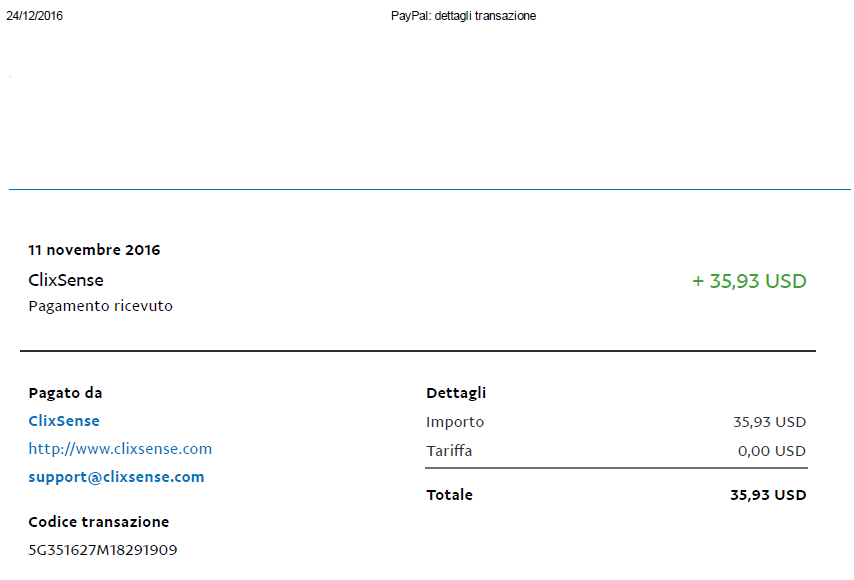 24/12/2016 PayPal: dettagli transazione
11 novembre 2016
ClixSense + 35,93 USD
Pagamento ricevuto
Pagato da
ClixSense
http://www.clixsense.com
support@clixsense.com
Codice transazione
5G351627M18291909
Dettagli
Importo 35,93 USD
Tariffa 0,00 USD
Totale 35,93 USD